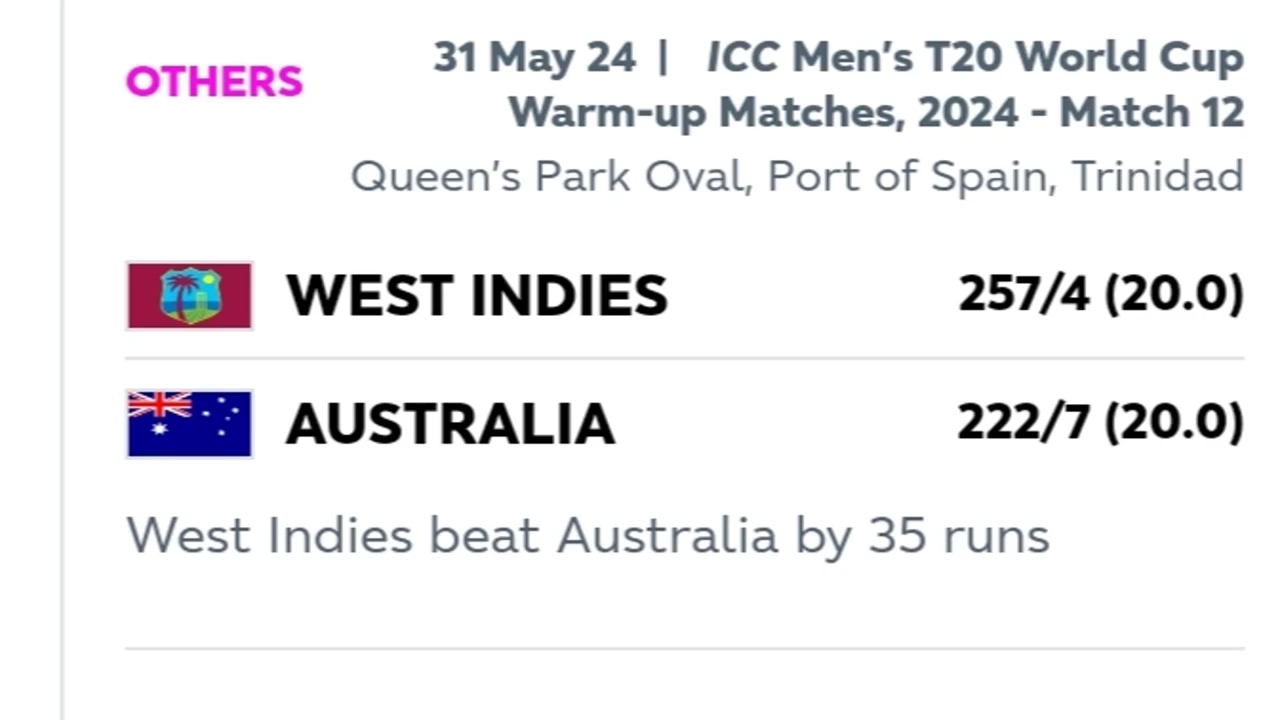 OTHERS
31 May 24 | ICC Men's T20 World Cup
Warm-up Matches, 2024 - Match 12
Queen's Park Oval, Port of Spain, Trinidad
WEST INDIES 257/4 (20.0)
AUSTRALIA 222/7 (20.0)
West Indies beat Australia by 35 runs